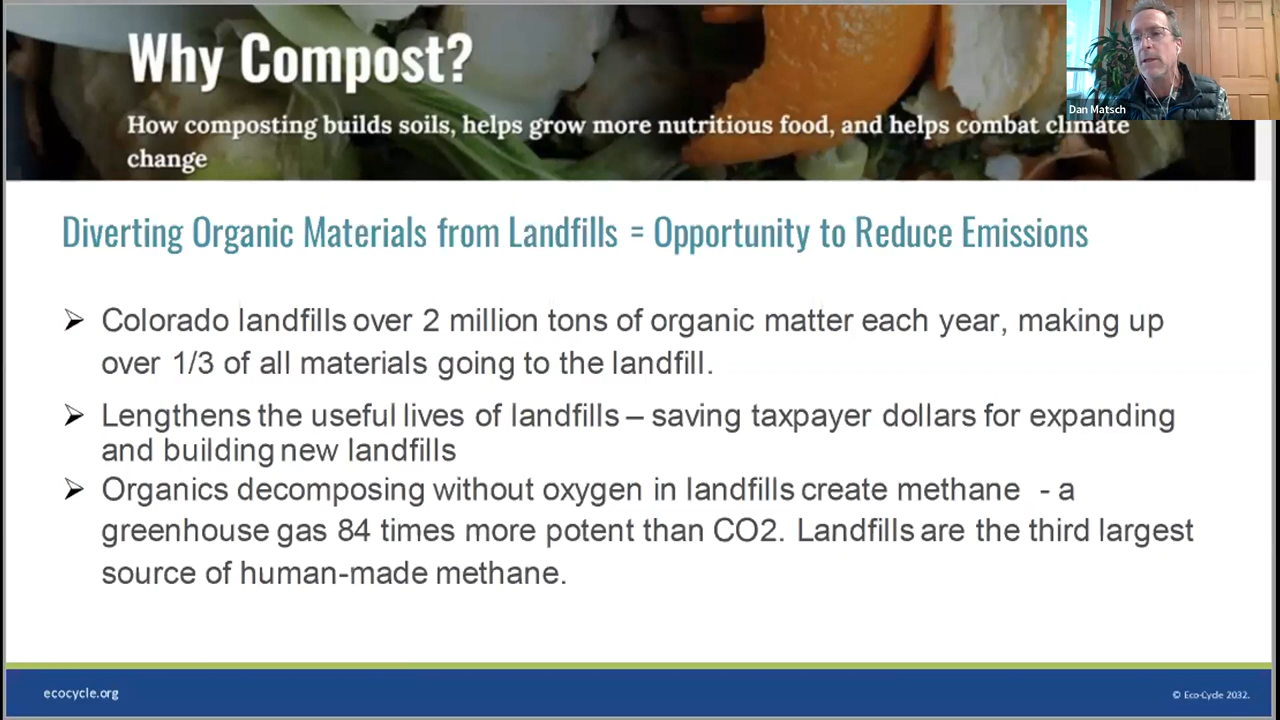 Why Compost?
How composting builds soils, helps grow more nutritious food, and helps combat climate
change
Dan Matsch
Diverting Organic Materials from Landfills = Opportunity to Reduce Emissions
➢ Colorado landfills over 2 million tons of organic matter each year, making up
over 1/3 of all materials going to the landfill.
➢ Lengthens the useful lives of landfills – saving taxpayer dollars for expanding
and building new landfills
➢ Organics decomposing without oxygen in landfills create methane - a
greenhouse gas 84 times more potent than CO2. Landfills are the third largest
source of human-made methane.
ecocycle.org
© Eco-Cycle 2032.